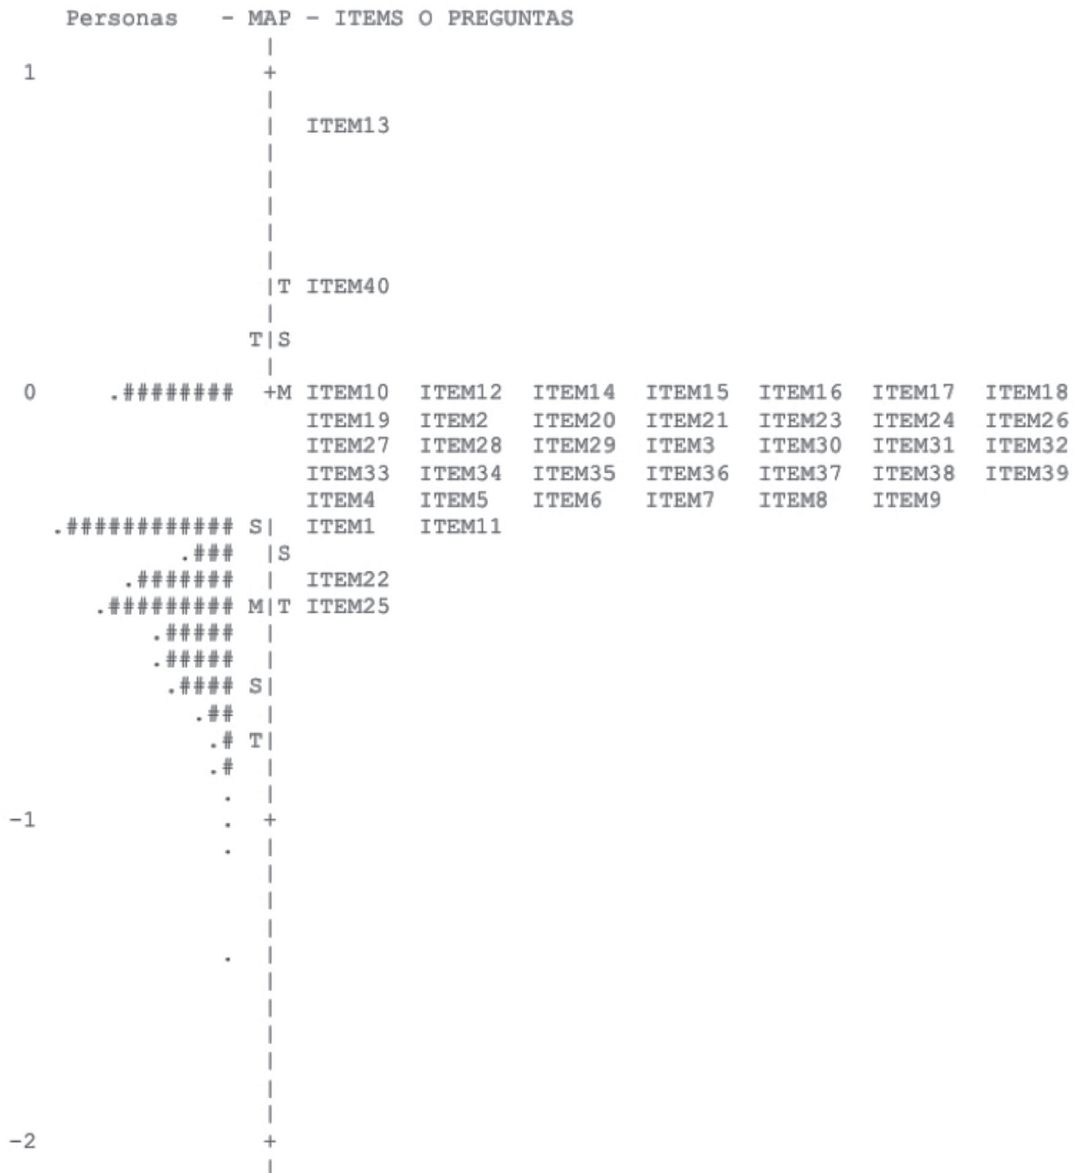 Personas - MAP - ITEMS O PREGUNTAS
|
1 +
|
| ITEM13
|
|
|
|
|
|T ITEM40
|
T|S
|
0 .######## +M ITEM10 ITEM12 ITEM14 ITEM15 ITEM16 ITEM17 ITEM18
ITEM19 ITEM2 ITEM20 ITEM21 ITEM23 ITEM24 ITEM26
ITEM27 ITEM28 ITEM29 ITEM3 ITEM30 ITEM31 ITEM32
ITEM33 ITEM34 ITEM35 ITEM36 ITEM37 ITEM38 ITEM39
ITEM4 ITEM5 ITEM6 ITEM7 ITEM8 ITEM9
.############ S| ITEM1 ITEM11
.### |S
.####### | ITEM22
.######### M|T ITEM25
.##### |
.##### |
.#### S|
.## |
.# T|
.# |
. |
-1 . +
. |
|
|
|
. |
|
|
|
|
|
|
-2 +
|